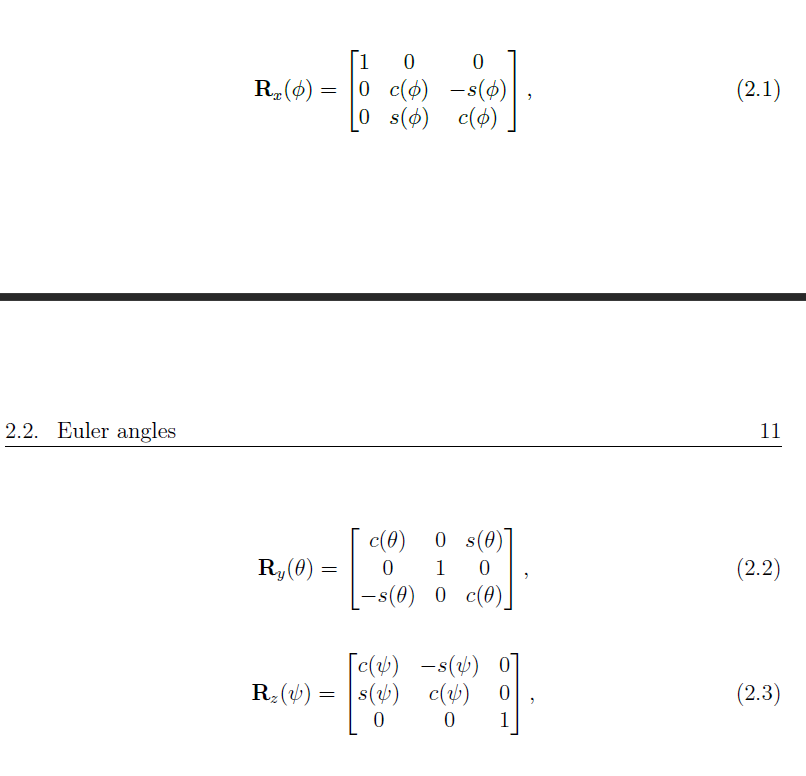 1 0 0
𝐑ₓ(ϕ) = 0 c(ϕ) −s(ϕ) , (2.1)
0 s(ϕ) c(ϕ)
2.2. Euler angles 11
c(θ) 0 s(θ)
𝐑_y(θ) = 0 1 0 , (2.2)
−s(θ) 0 c(θ)
c(ψ) −s(ψ) 0
𝐑_z(ψ) = s(ψ) c(ψ) 0 , (2.3)
0 0 1